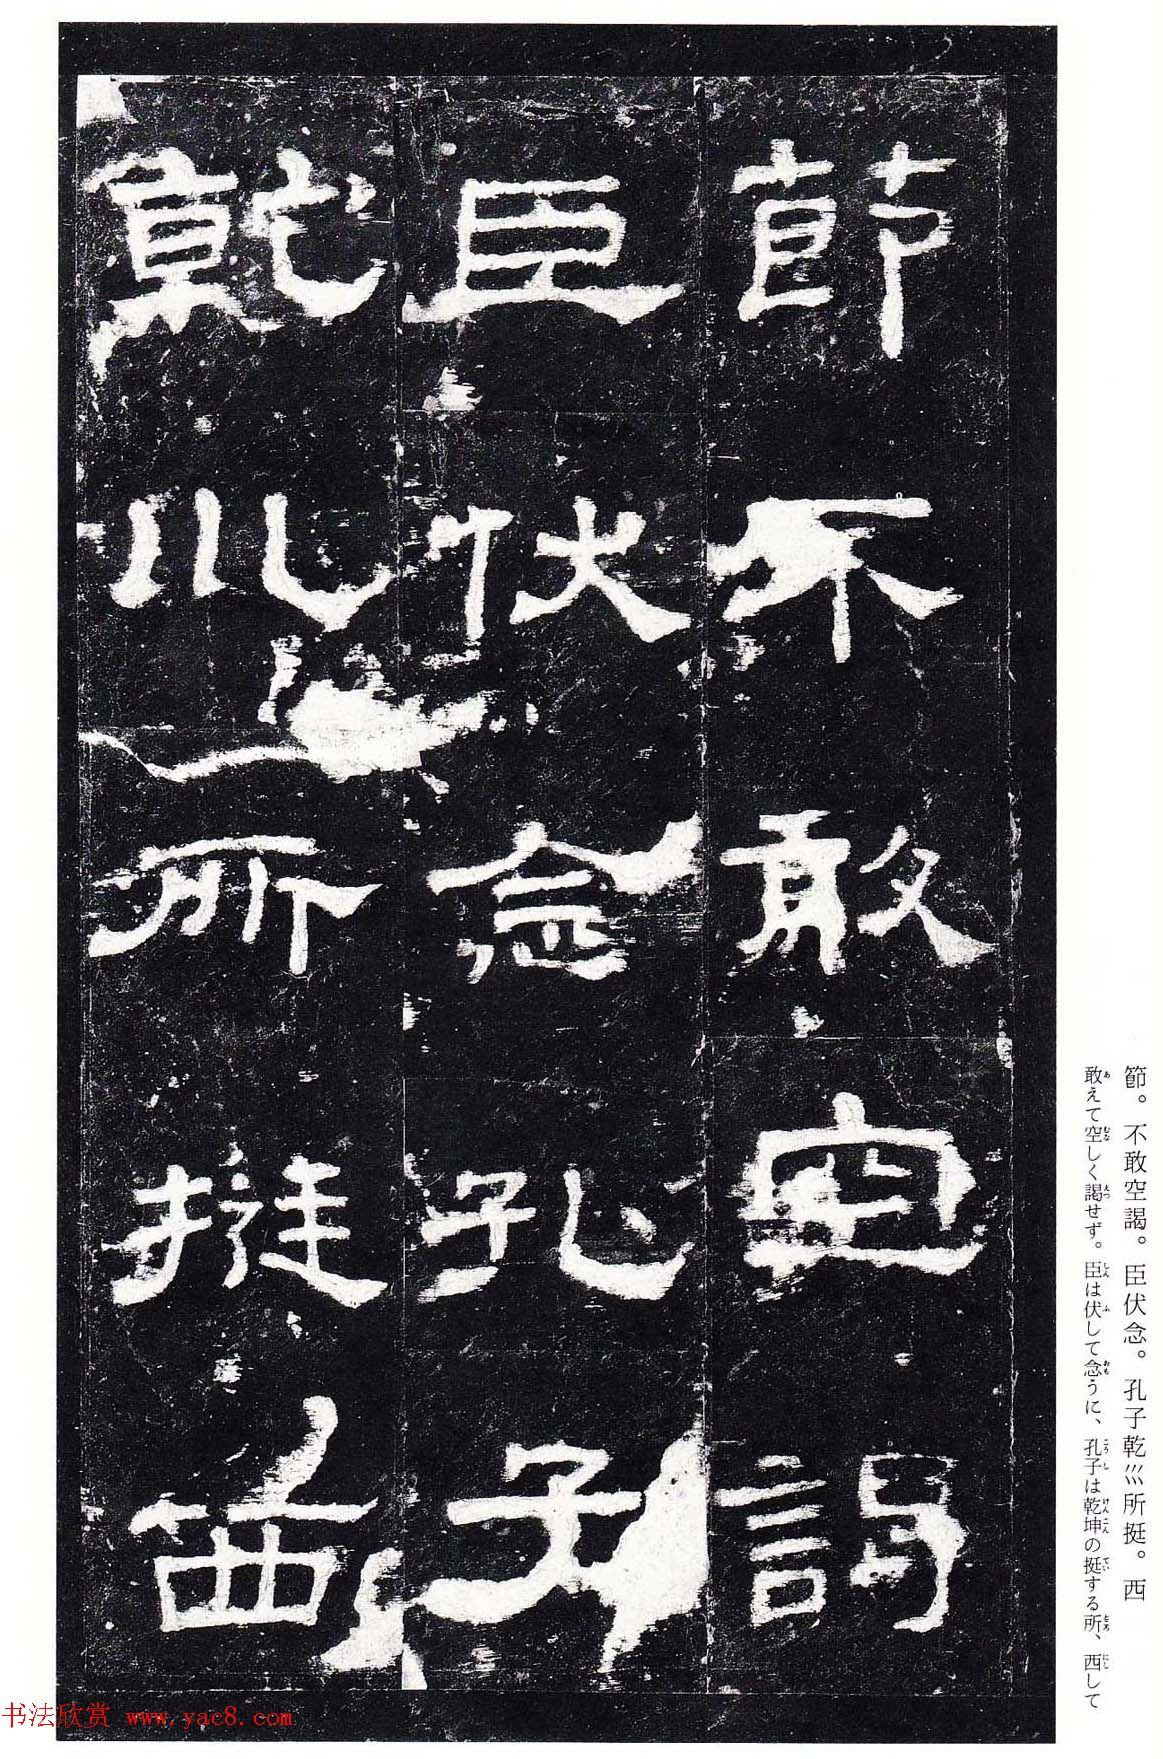 節不敢空謁
臣伏念孔子
乾巛所挺西
節。不敢空謁。臣伏念。孔子乾巛所挺。西
敢えて空しく謁せず。臣は伏して念うに、孔子は乾坤の挺する所、西して
书法欣赏 www.yac8.com